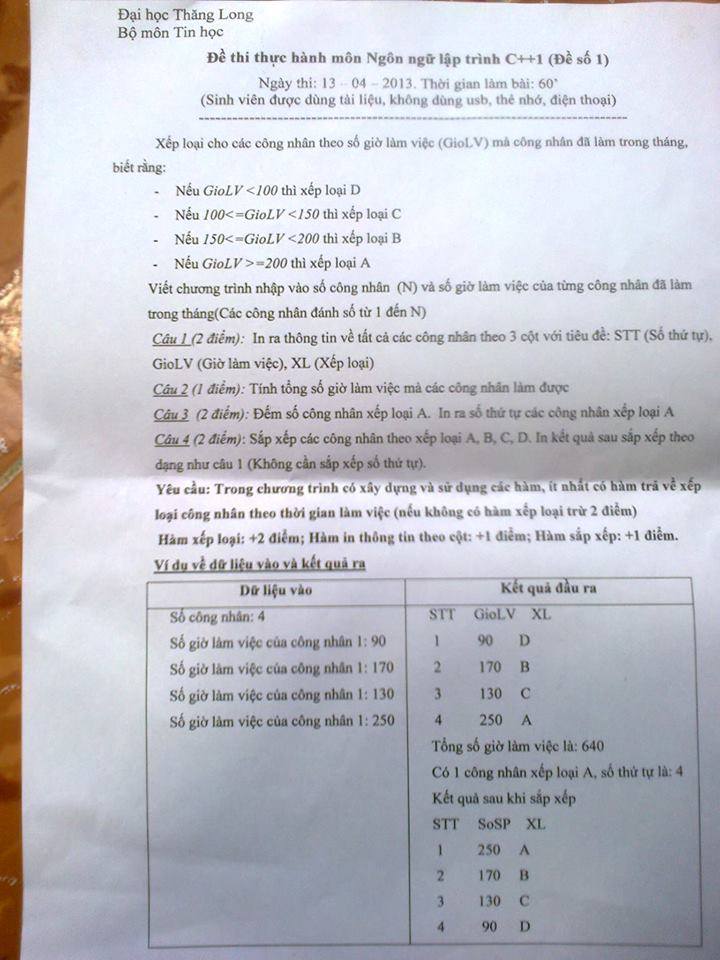 Đại học Thăng Long
Bộ môn Tin học
Đề thi thực hành môn Ngôn ngữ lập trình C++1 (Đề số 1)
Ngày thi: 13 – 04 – 2013. Thời gian làm bài: 60'
(Sinh viên được dùng tài liệu, không dùng usb, thẻ nhớ, điện thoại)
Xếp loại cho các công nhân theo số giờ làm việc (GioLV) mà công nhân đã làm trong tháng,
biết rằng:
- Nếu GioLV <100 thì xếp loại D
- Nếu 100<=GioLV <150 thì xếp loại C
- Nếu 150<=GioLV <200 thì xếp loại B
- Nếu GioLV >=200 thì xếp loại A
Viết chương trình nhập vào số công nhân (N) và số giờ làm việc của từng công nhân đã làm
trong tháng(Các công nhân đánh số từ 1 đến N)
Câu 1 (2 điểm): In ra thông tin về tất cả các công nhân theo 3 cột với tiêu đề: STT (Số thứ tự),
GioLV (Giờ làm việc), XL (Xếp loại)
Câu 2 (1 điểm): Tính tổng số giờ làm việc mà các công nhân làm được
Câu 3 (2 điểm): Đếm số công nhân xếp loại A. In ra số thứ tự các công nhân xếp loại A
Câu 4 (2 điểm): Sắp xếp các công nhân theo xếp loại A, B, C, D. In kết quả sau sắp xếp theo
dạng như câu 1 (Không cần sắp xếp số thứ tự).
Yêu cầu: Trong chương trình có xây dựng và sử dụng các hàm, ít nhất có hàm trả về xếp
loại công nhân theo thời gian làm việc (nếu không có hàm xếp loại trừ 2 điểm)
Hàm xếp loại: +2 điểm; Hàm in thông tin theo cột: +1 điểm; Hàm sắp xếp: +1 điểm.
Ví dụ về dữ liệu vào và kết quả ra
Dữ liệu vào
Số công nhân: 4
Số giờ làm việc của công nhân 1: 90
Số giờ làm việc của công nhân 1: 170
Số giờ làm việc của công nhân 1: 130
Số giờ làm việc của công nhân 1: 250
Kết quả đầu ra
STT GioLV XL
1 90 D
2 170 B
3 130 C
4 250 A
Tổng số giờ làm việc là: 640
Có 1 công nhân xếp loại A, số thứ tự là: 4
Kết quả sau khi sắp xếp
STT SoSP XL
1 250 A
2 170 B
3 130 C
4 90 D